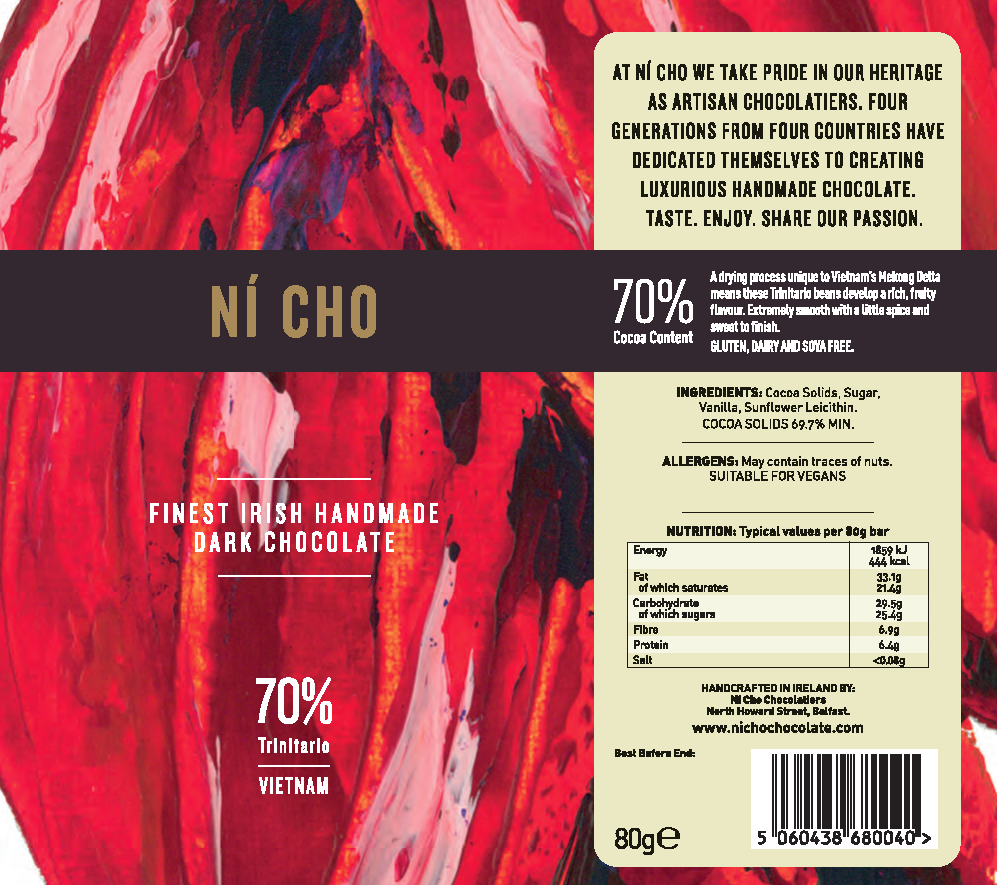 NÍ CHO
FINEST IRISH HANDMADE
DARK CHOCOLATE
70%
Trinitario
VIETNAM
AT NÍ CHO WE TAKE PRIDE IN OUR HERITAGE
AS ARTISAN CHOCOLATIERS. FOUR
GENERATIONS FROM FOUR COUNTRIES HAVE
DEDICATED THEMSELVES TO CREATING
LUXURIOUS HANDMADE CHOCOLATE.
TASTE. ENJOY. SHARE OUR PASSION.
70%
Cocoa Content
A drying process unique to Vietnam's Mekong Delta
means these Trinitario beans develop a rich, fruity
flavour. Extremely smooth with a little spice and
sweet to finish.
GLUTEN, DAIRY AND SOYA FREE.
INGREDIENTS: Cocoa Solids, Sugar,
Vanilla, Sunflower Leicithin.
COCOA SOLIDS 69.7% MIN.
ALLERGENS: May contain traces of nuts.
SUITABLE FOR VEGANS
NUTRITION: Typical values per 80g bar
Energy 1859 kJ
444 kcal
Fat 33.1g
of which saturates 21.4g
Carbohydrate 29.5g
of which sugars 25.4g
Fibre 6.9g
Protein 6.4g
Salt <0.08g
HANDCRAFTED IN IRELAND BY:
Ní Cho Chocolatiers
North Howard Street, Belfast.
www.nichochocolate.com
Best Before End:
80g℮
5 060438 680040 >